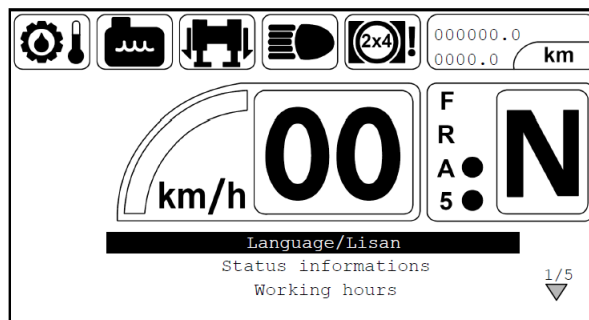 2x4 !
000000.0
0000.0 km
km/h
00
F
R
A
5
N
Language/Lisan
Status informations
Working hours
1/5